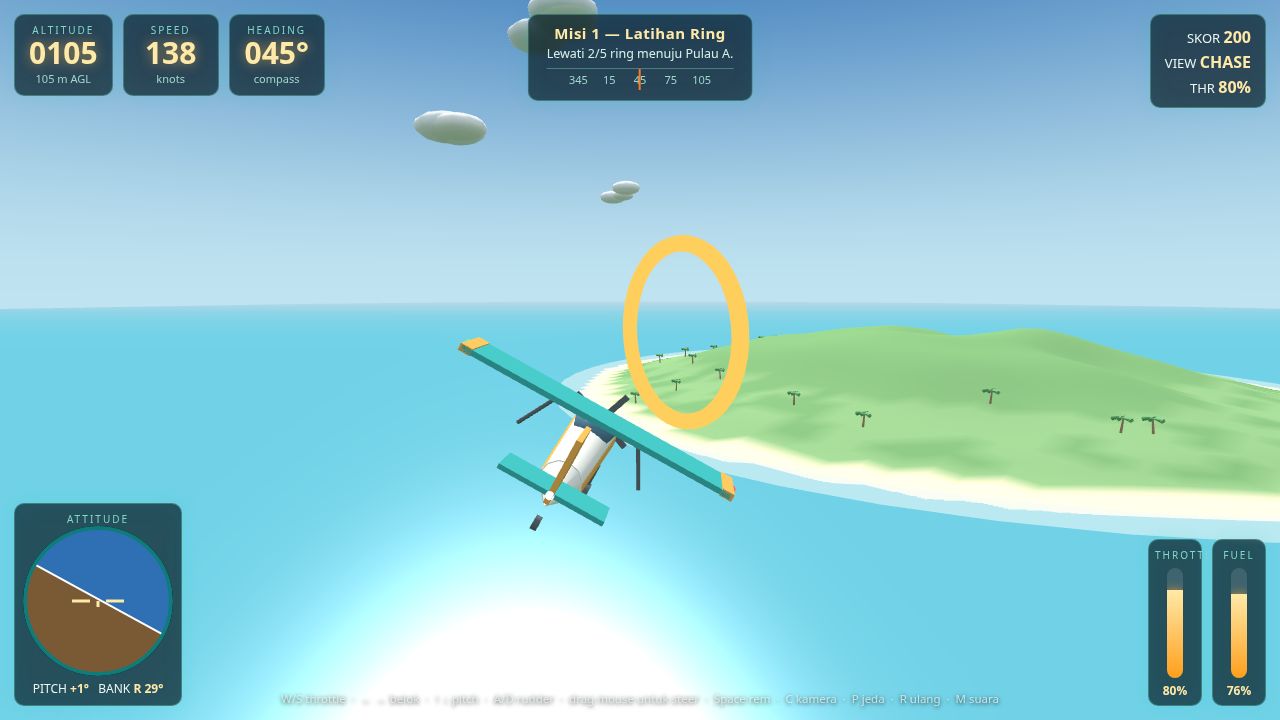 ALTITUDE
0105
105 m AGL
SPEED
138
knots
HEADING
045°
compass
Misi 1 — Latihan Ring
Lewati 2/5 ring menuju Pulau A.
345 15 45 75 105
SKOR 200
VIEW CHASE
THR 80%
ATTITUDE
PITCH +1° BANK R 29°
THROTT
80%
FUEL
76%
W/S throttle · belok · pitch · A/D rudder · drag mouse untuk steer · Space rem · C kamera · P jeda · R ulang · M suara